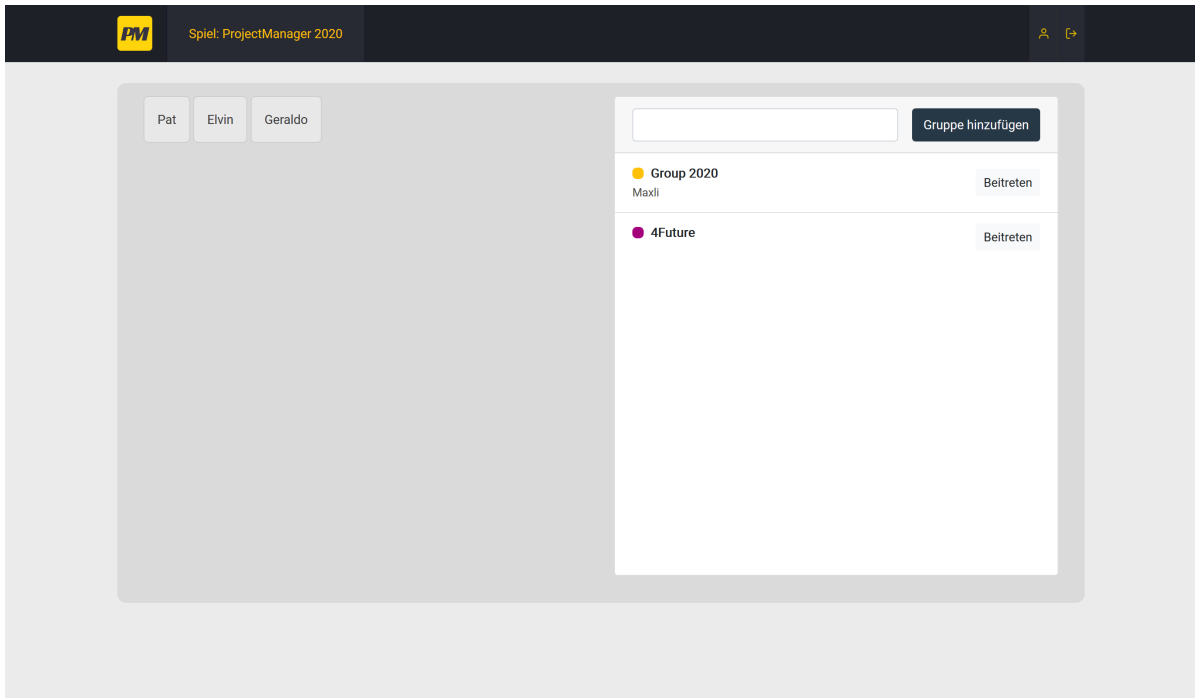 PM
Spiel: ProjectManager 2020
Pat
Elvin
Geraldo
Gruppe hinzufügen
Group 2020
Maxli
Beitreten
4Future
Beitreten